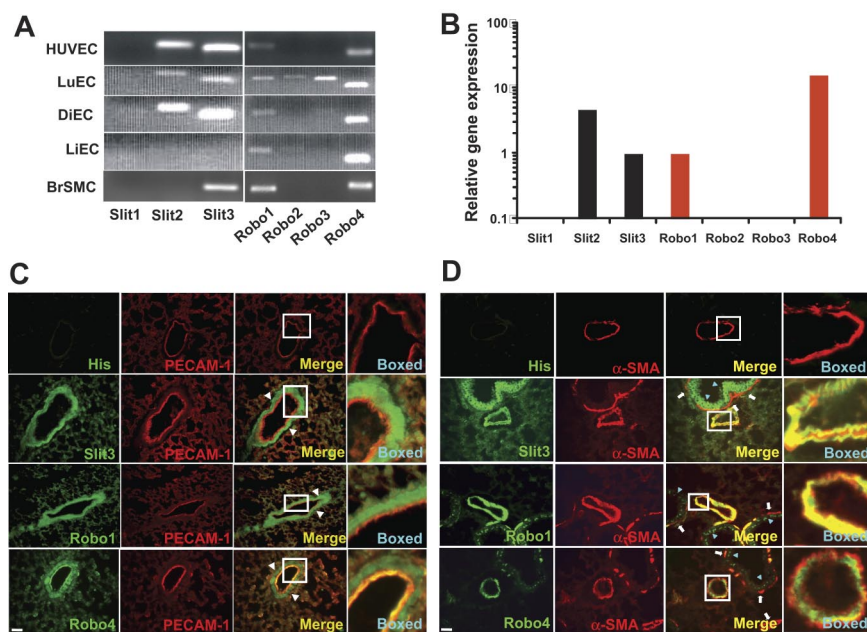 A
HUVEC
LuEC
DiEC
LiEC
BrSMC
Slit1 Slit2 Slit3 Robo1 Robo2 Robo3 Robo4
B
Relative gene expression
100
10
1
0.1
Slit1 Slit2 Slit3 Robo1 Robo2 Robo3 Robo4
C
His PECAM-1 Merge Boxed
Slit3 PECAM-1 Merge Boxed
Robo1 PECAM-1 Merge Boxed
Robo4 PECAM-1 Merge Boxed
D
His α-SMA Merge Boxed
Slit3 α-SMA Merge Boxed
Robo1 α-SMA Merge Boxed
Robo4 α-SMA Merge Boxed